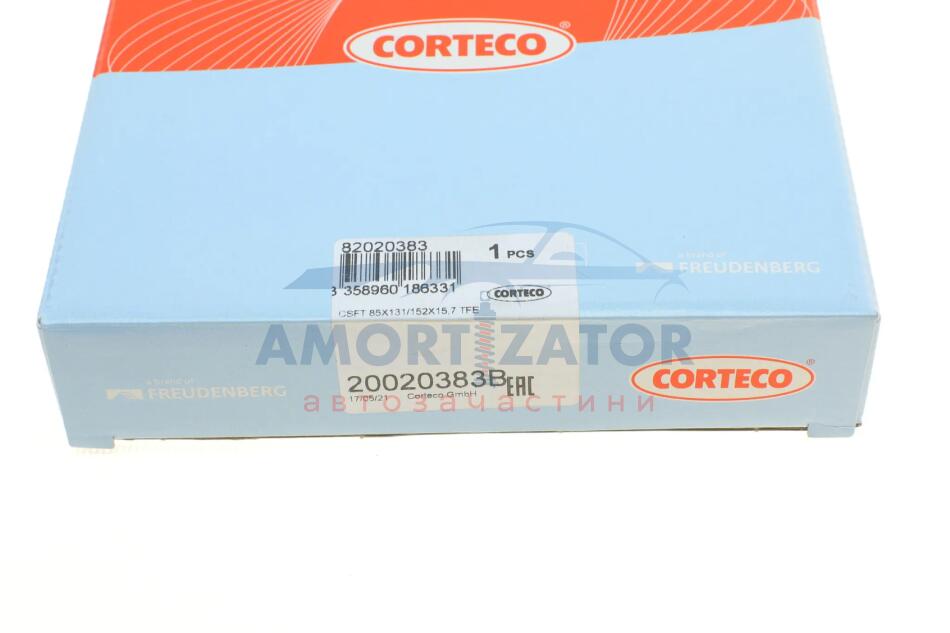 CORTECO®
82020383
1 PCS
3 358960 186331
CORTECO
CSFT 85X131/152X15,7 TFE
a brand of
FREUDENBERG
AMORTIZATOR
автозапчастини
20020383B
EAC
17/05/21 Corteco GmbH
a brand of
FREUDENBERG
CORTECO®